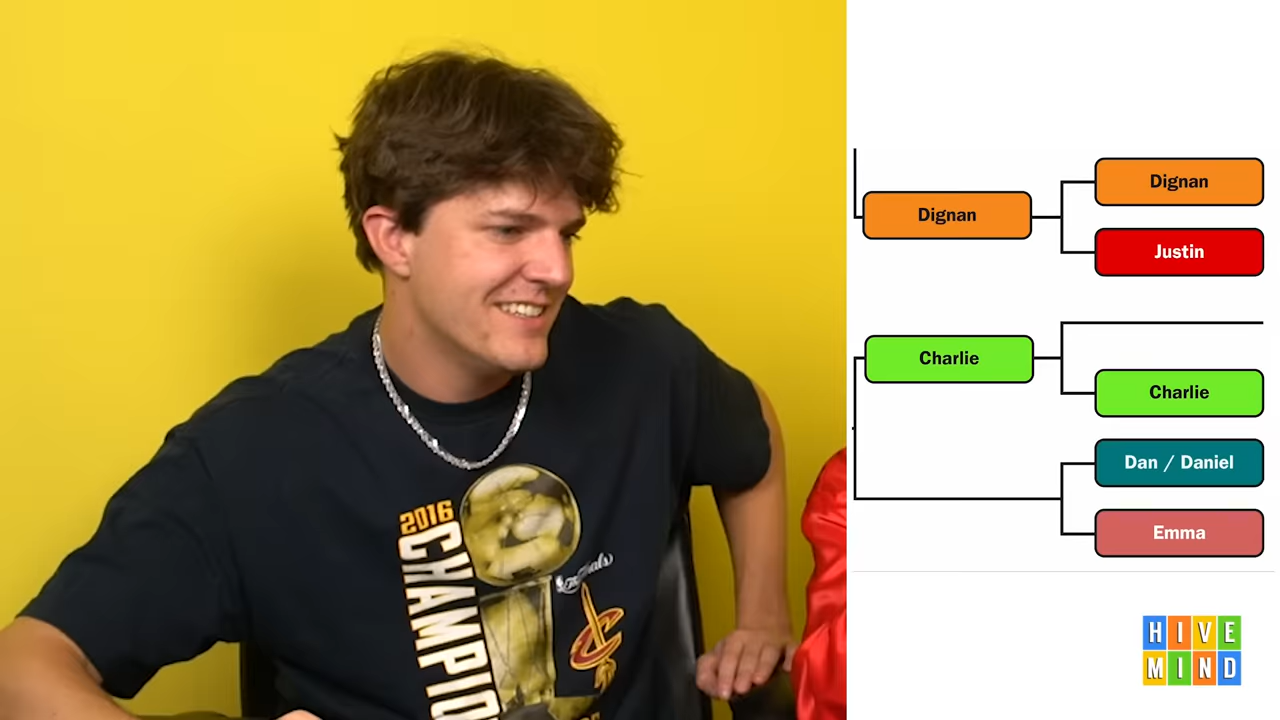 2016
CHAMPIO
Dignan
Dignan
Justin
Charlie
Charlie
Dan / Daniel
Emma
HIVE
MIND